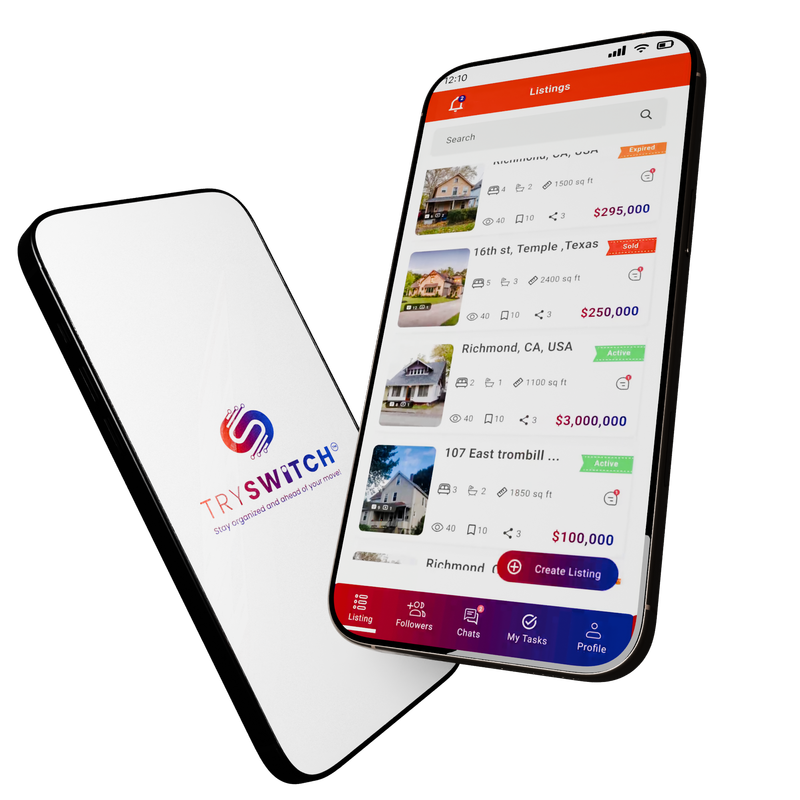 TRYSWITCH
Stay organized and ahead of your move!
12:10
2
Listings
Search
Richmond, CA, USA
Expired
4 2 1500 sq ft
40 10 3
$295,000
16th st, Temple ,Texas
Sold
5 3 2400 sq ft
40 10 3
$250,000
Richmond, CA, USA
Active
2 1 1100 sq ft
40 10 3
$3,000,000
107 East trombill ...
Active
3 2 1850 sq ft
40 10 3
$100,000
Richmond
Create Listing
Listing
Followers
Chats
My Tasks
Profile